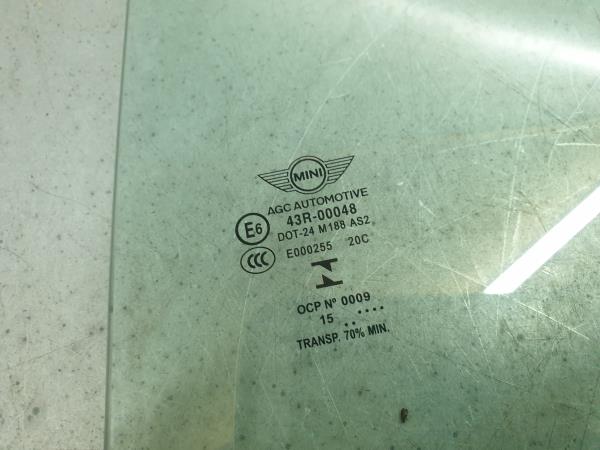 MINI
AGC AUTOMOTIVE
43R-00048
E6
DOT-24 M188 AS2
CCC
E000255 20C
OCP Nº 0009
15 .. ....
TRANSP. 70% MIN.